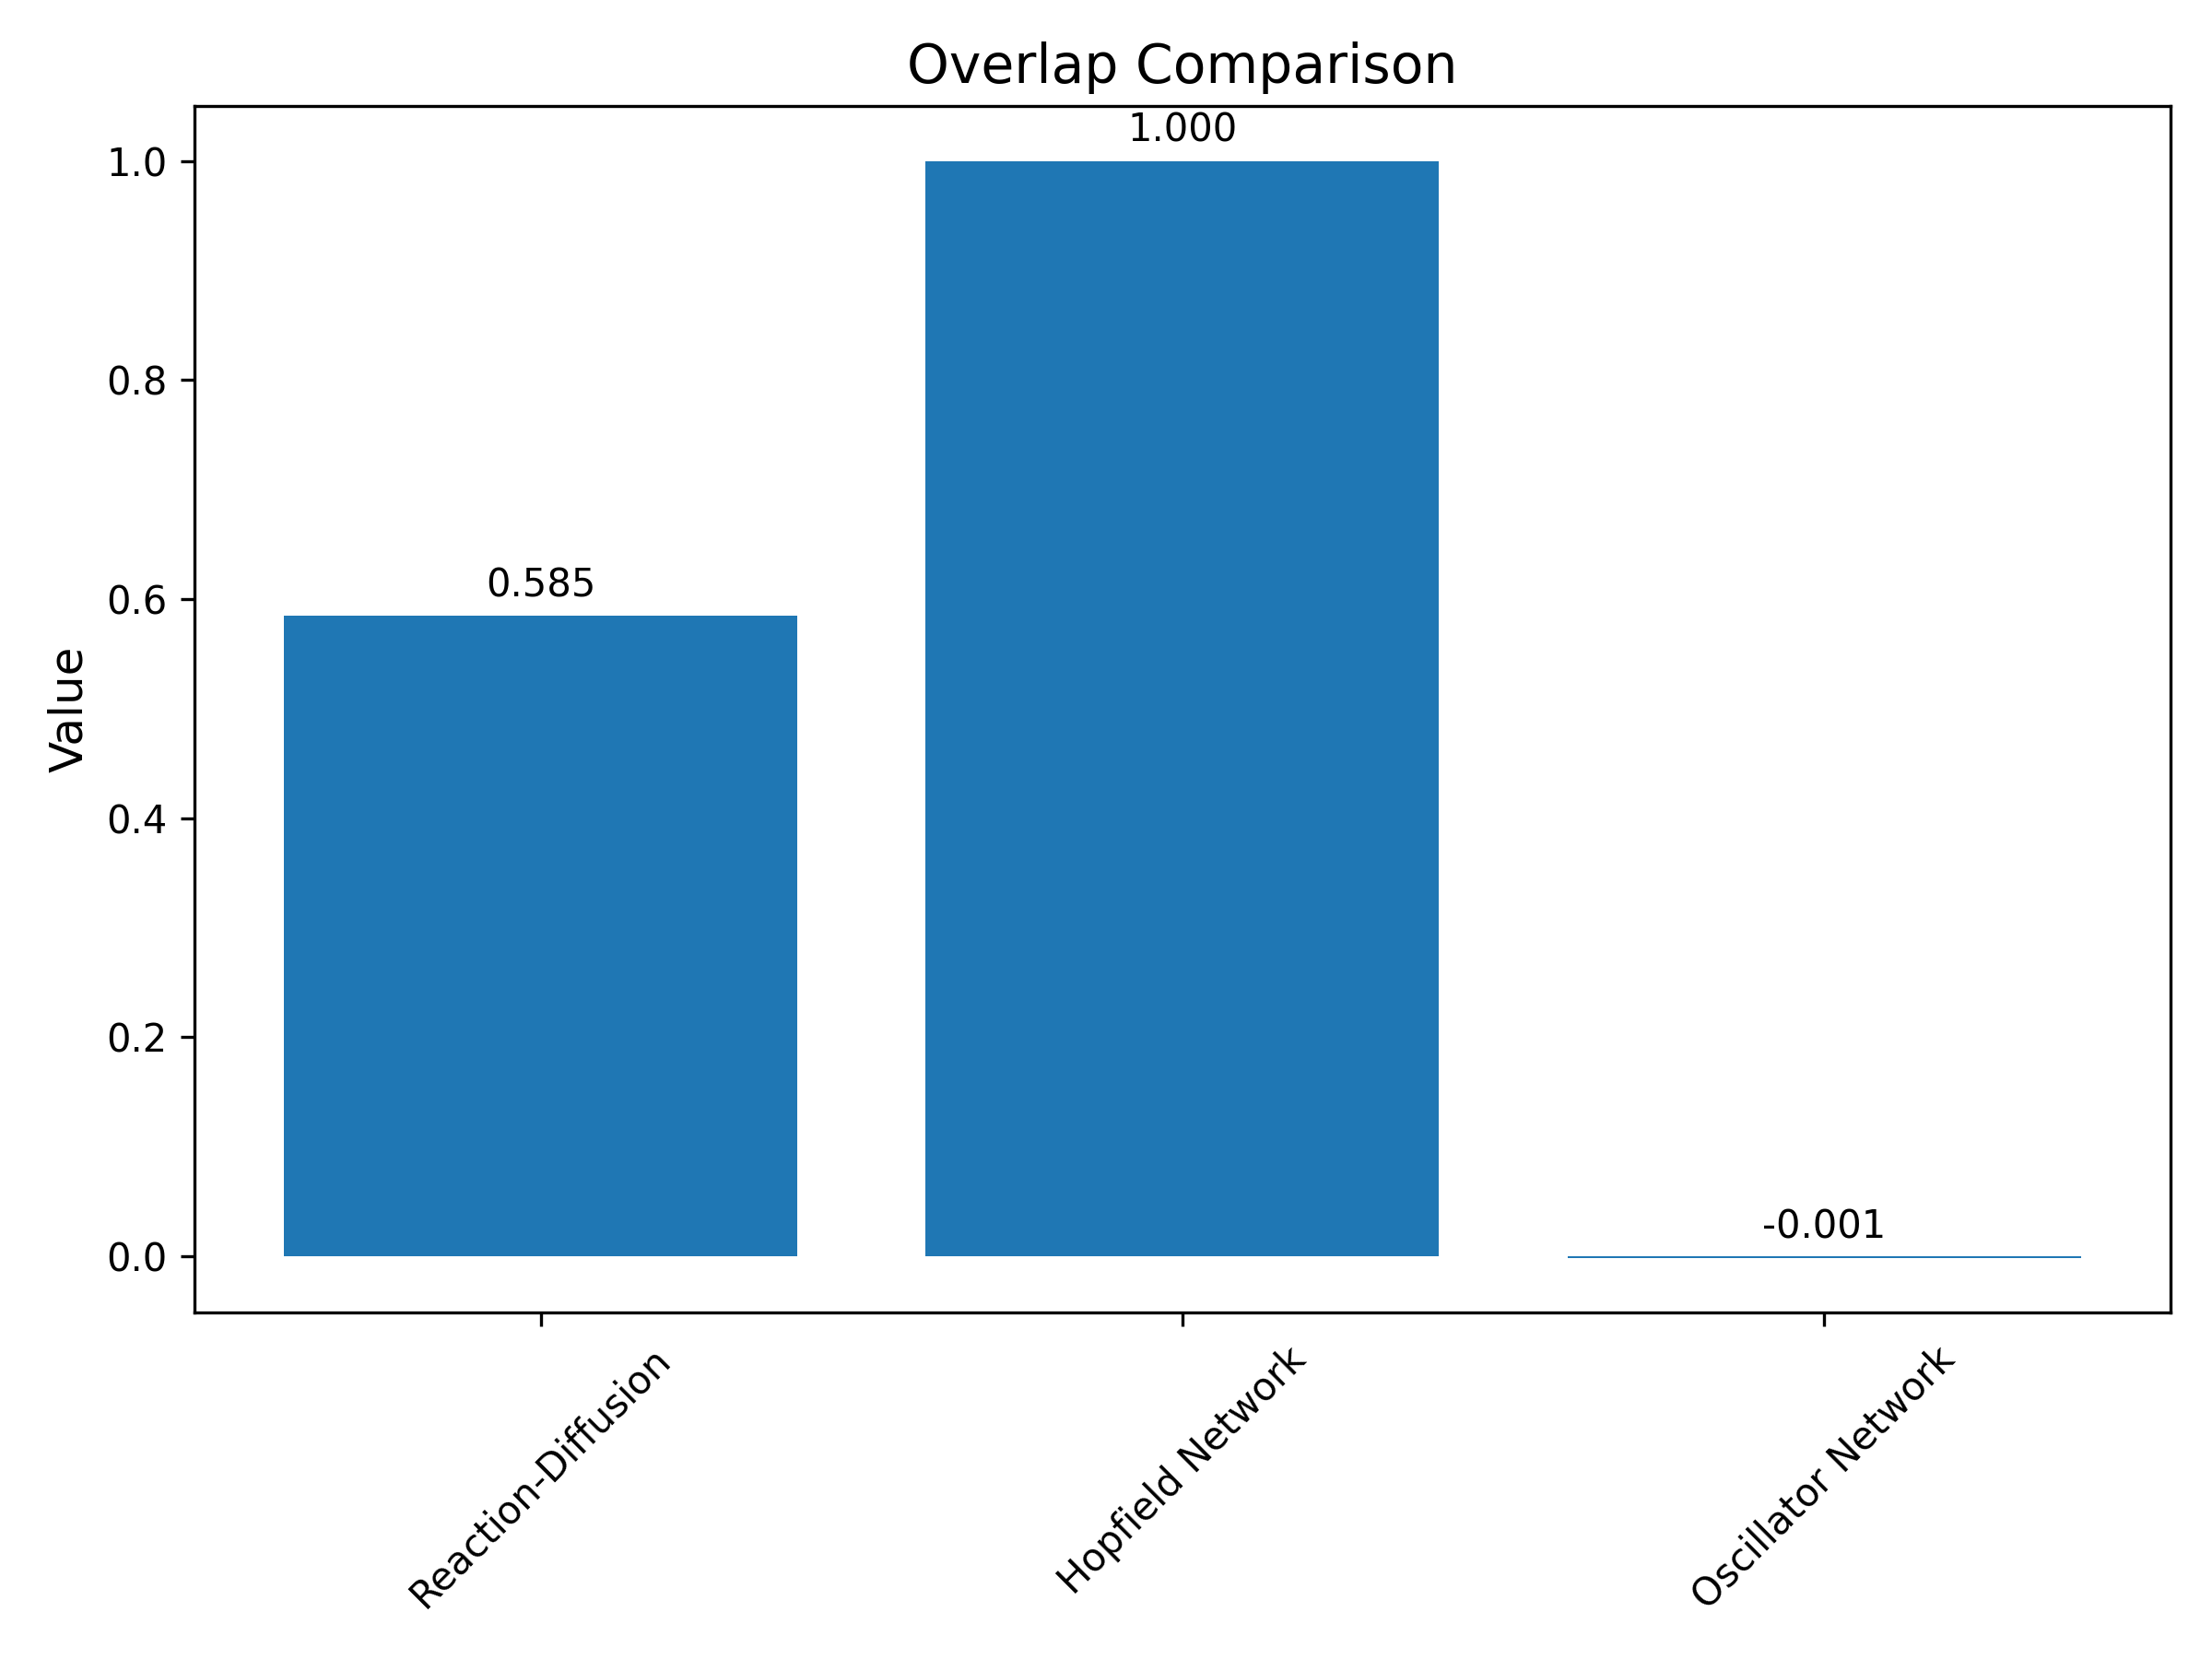 Overlap Comparison
1.000
1.0
0.8
0.585
0.6
Value
0.4
0.2
-0.001
0.0
Reaction-Diffusion
Hopfield Network
Oscillator Network